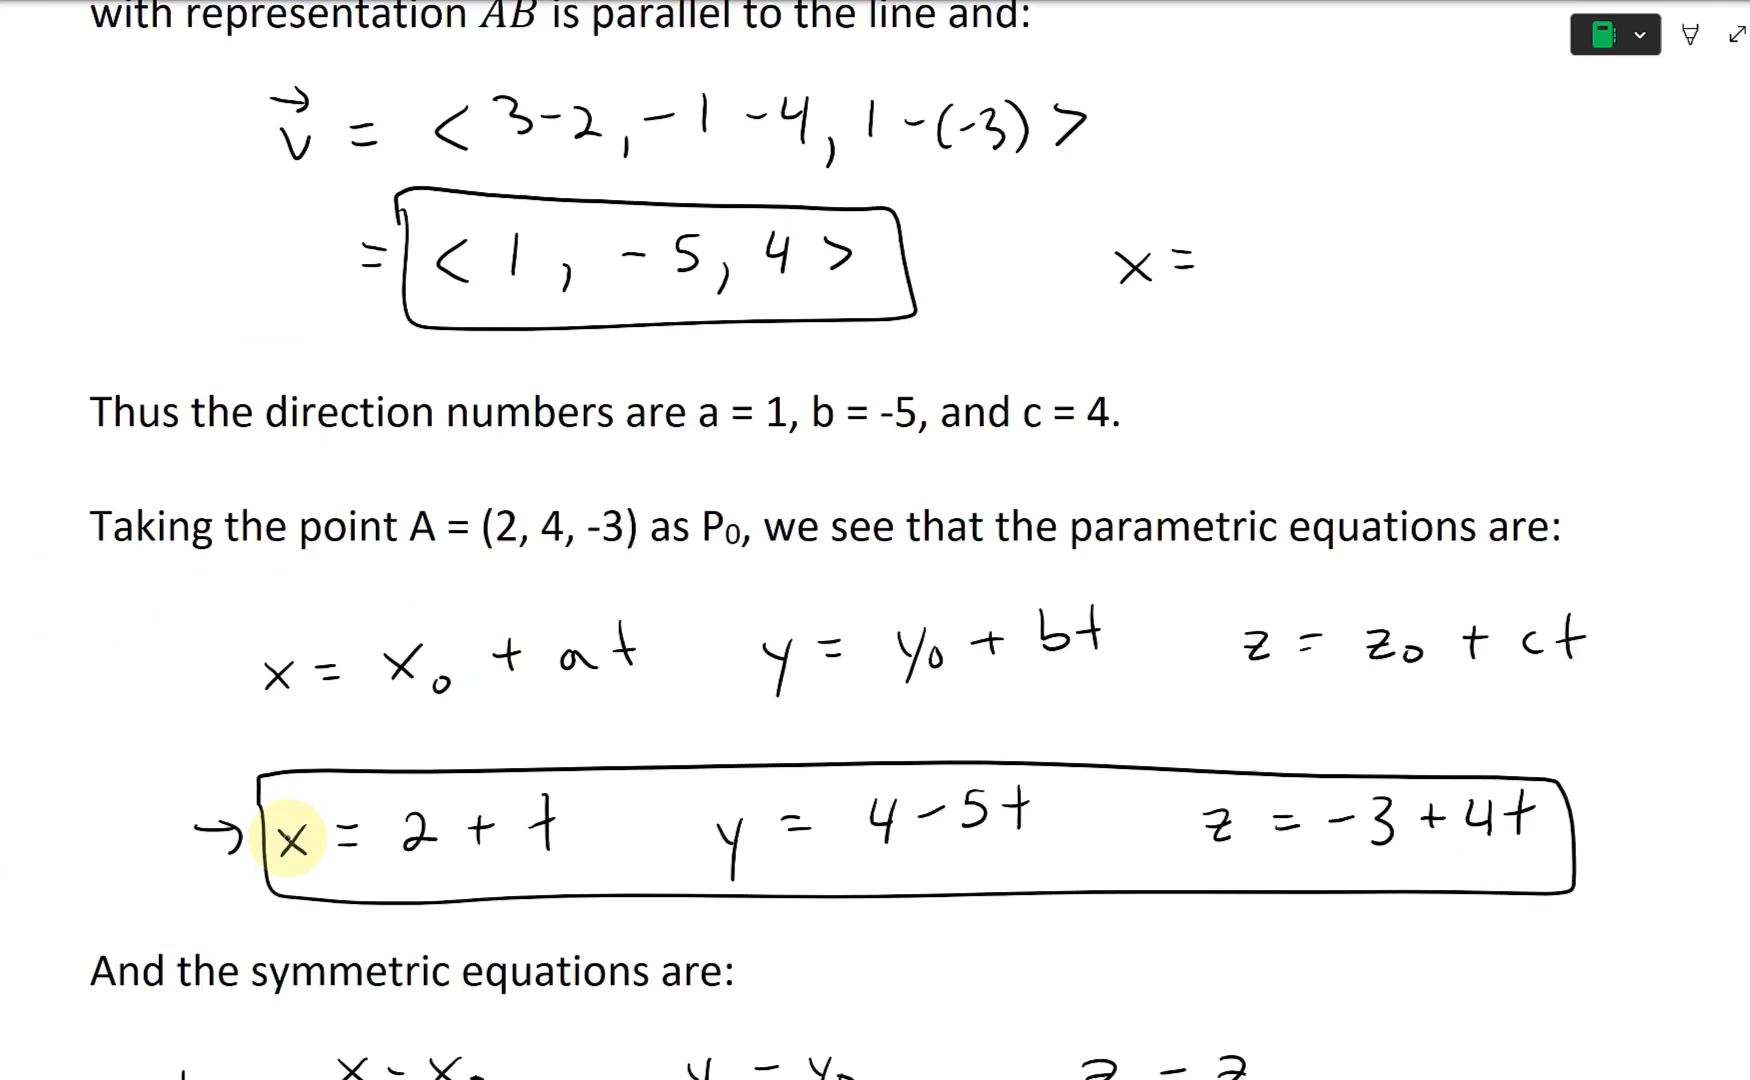 with representation AB is parallel to the line and:
→
v = < 3-2, -1-4, 1-(-3) >
= < 1, -5, 4 >
x =
Thus the direction numbers are a = 1, b = -5, and c = 4.
Taking the point A = (2, 4, -3) as P₀, we see that the parametric equations are:
x = x₀ + at y = y₀ + bt z = z₀ + ct
→ x = 2 + t y = 4 - 5t z = -3 + 4t
And the symmetric equations are:
x - x₀ y - y₀ z - z